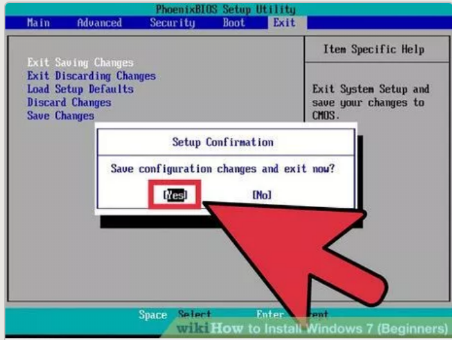 PhoenixBIOS Setup Utility
Main Advanced Security Boot Exit
Item Specific Help
Exit Saving Changes
Exit Discarding Changes
Load Setup Defaults
Discard Changes
Save Changes
Exit System Setup and
save your changes to
CMOS.
Setup Confirmation
Save configuration changes and exit now?
[Yes] [No]
Space Select Enter
wikiHow to Install Windows 7 (Beginners)